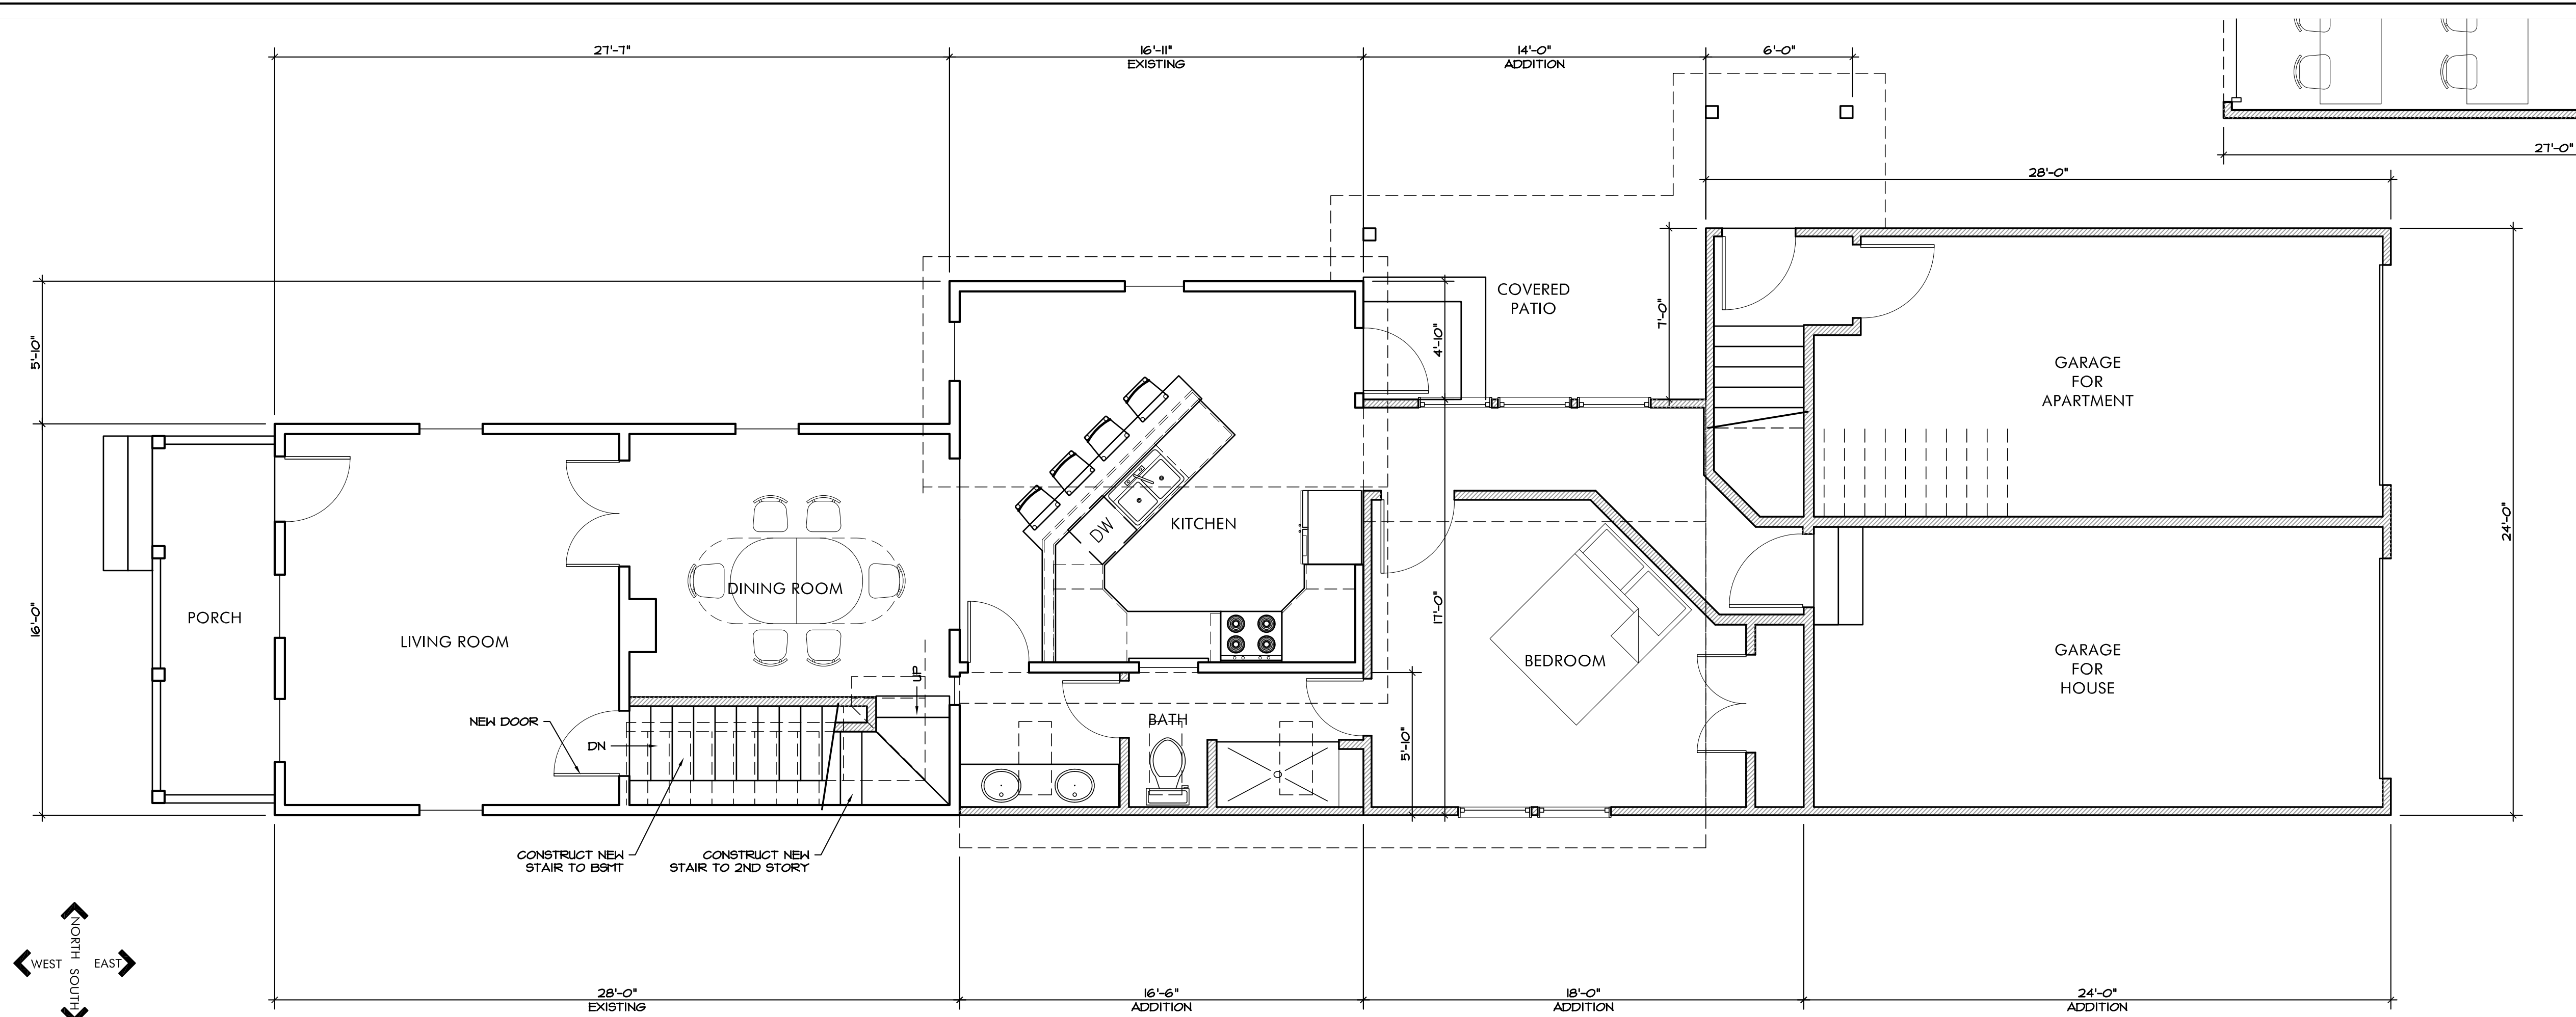 27'-7"
16'-11"
EXISTING
14'-0"
ADDITION
6'-0"
27'-0"
28'-0"
5'-10"
16'-0"
COVERED
PATIO
4'-10"
7'-0"
GARAGE
FOR
APARTMENT
24'-0"
KITCHEN
DW
DINING ROOM
PORCH
LIVING ROOM
17'-0"
BEDROOM
GARAGE
FOR
HOUSE
UP
NEW DOOR
DN
BATH
5'-10"
CONSTRUCT NEW
STAIR TO BSMT
CONSTRUCT NEW
STAIR TO 2ND STORY
NORTH
WEST
EAST
SOUTH
28'-0"
EXISTING
16'-6"
ADDITION
18'-0"
ADDITION
24'-0"
ADDITION